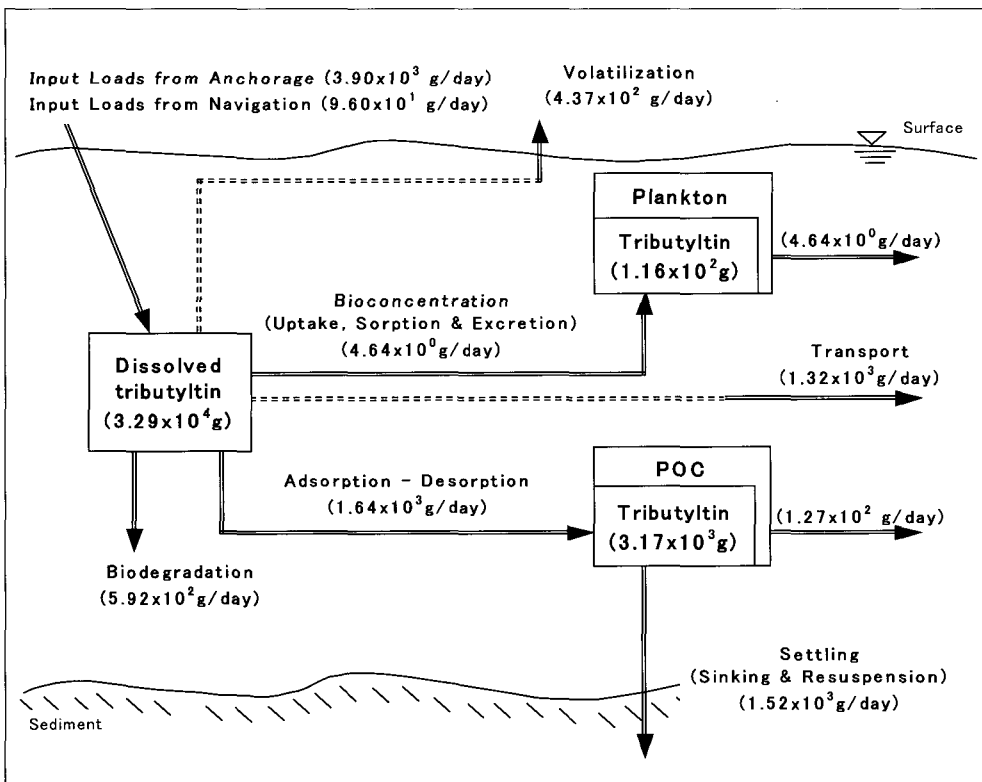 Input Loads from Anchorage (3.90x10³ g/day)
Input Loads from Navigation (9.60x10¹ g/day)
Volatilization
(4.37x10² g/day)
Surface
Plankton
Tributyltin
(1.16x10²g)
(4.64x10⁰g/day)
Bioconcentration
(Uptake, Sorption & Excretion)
(4.64x10⁰g/day)
Dissolved
tributyltin
(3.29x10⁴g)
Transport
(1.32x10³g/day)
Adsorption - Desorption
(1.64x10³g/day)
POC
Tributyltin
(3.17x10³g)
(1.27x10² g/day)
Biodegradation
(5.92x10²g/day)
Settling
(Sinking & Resuspension)
(1.52x10³g/day)
Sediment